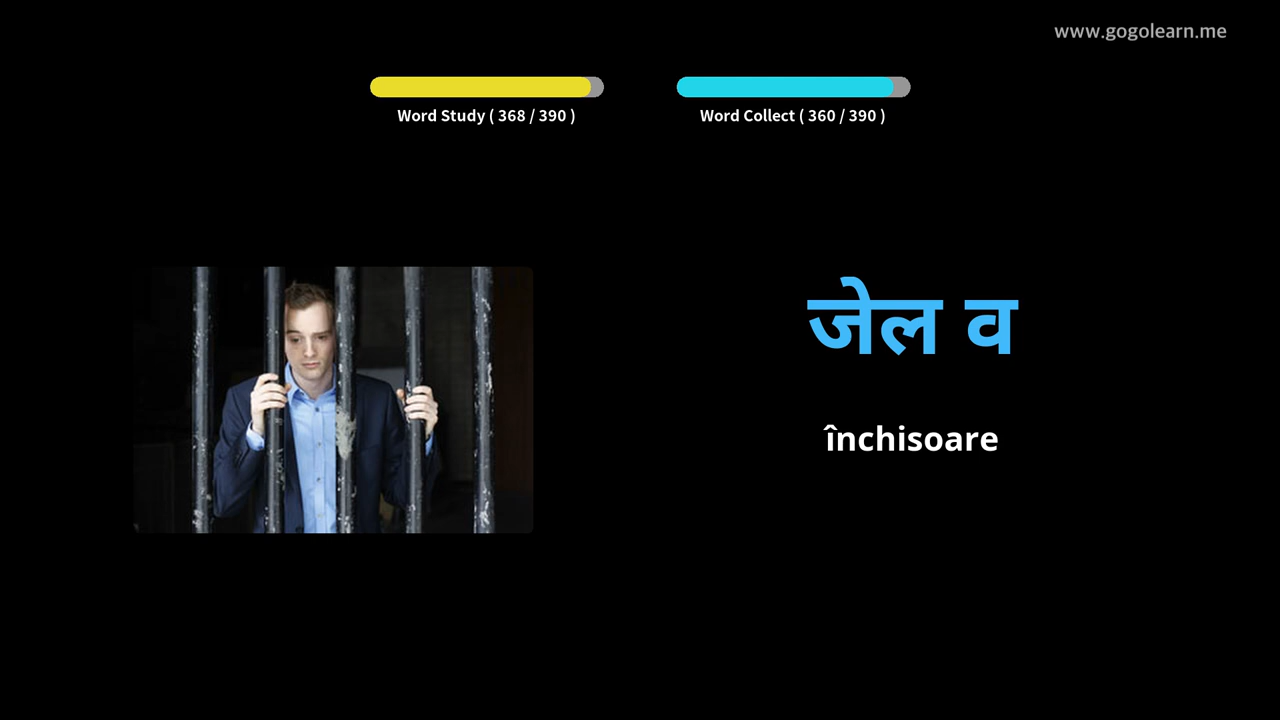 www.gogolearn.me
Word Study ( 368 / 390 )
Word Collect ( 360 / 390 )
जेल व
închisoare